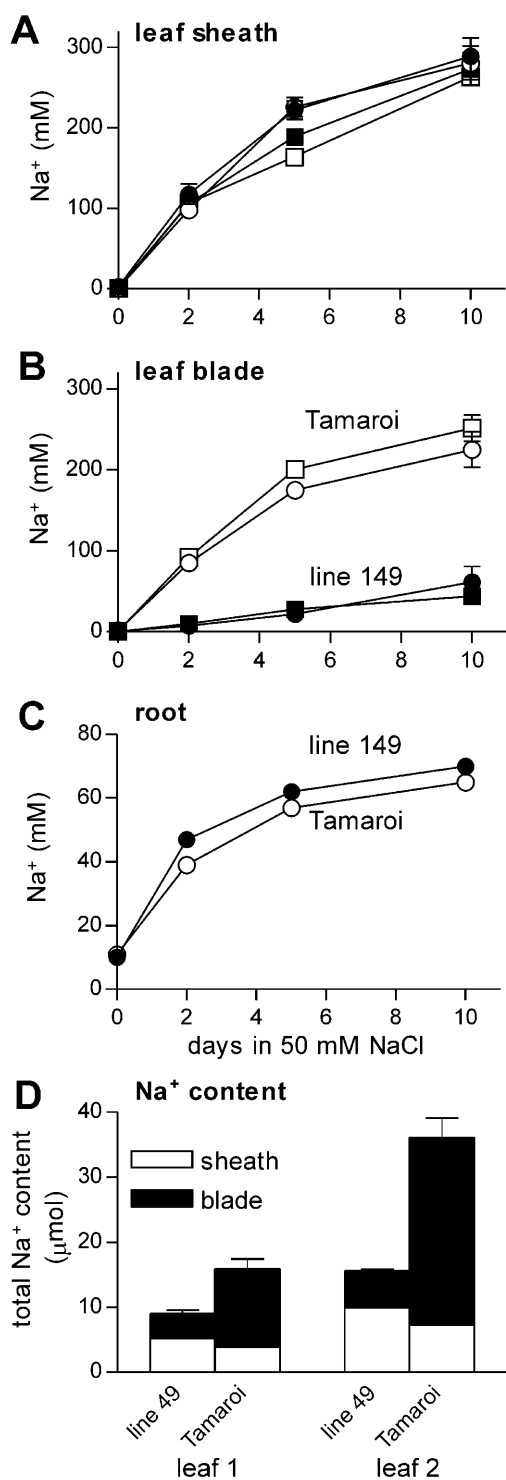 A leaf sheath
Na⁺ (mM)
300
200
100
0
0 2 4 6 8 10
B leaf blade
Na⁺ (mM)
300
200
100
0
Tamaroi
line 149
0 2 4 6 8 10
C root
Na⁺ (mM)
80
60
40
20
0
line 149
Tamaroi
0 2 4 6 8 10
days in 50 mM NaCl
D Na⁺ content
total Na⁺ content
(μmol)
40
30
20
10
0
sheath
blade
line 49 Tamaroi line 49 Tamaroi
leaf 1 leaf 2